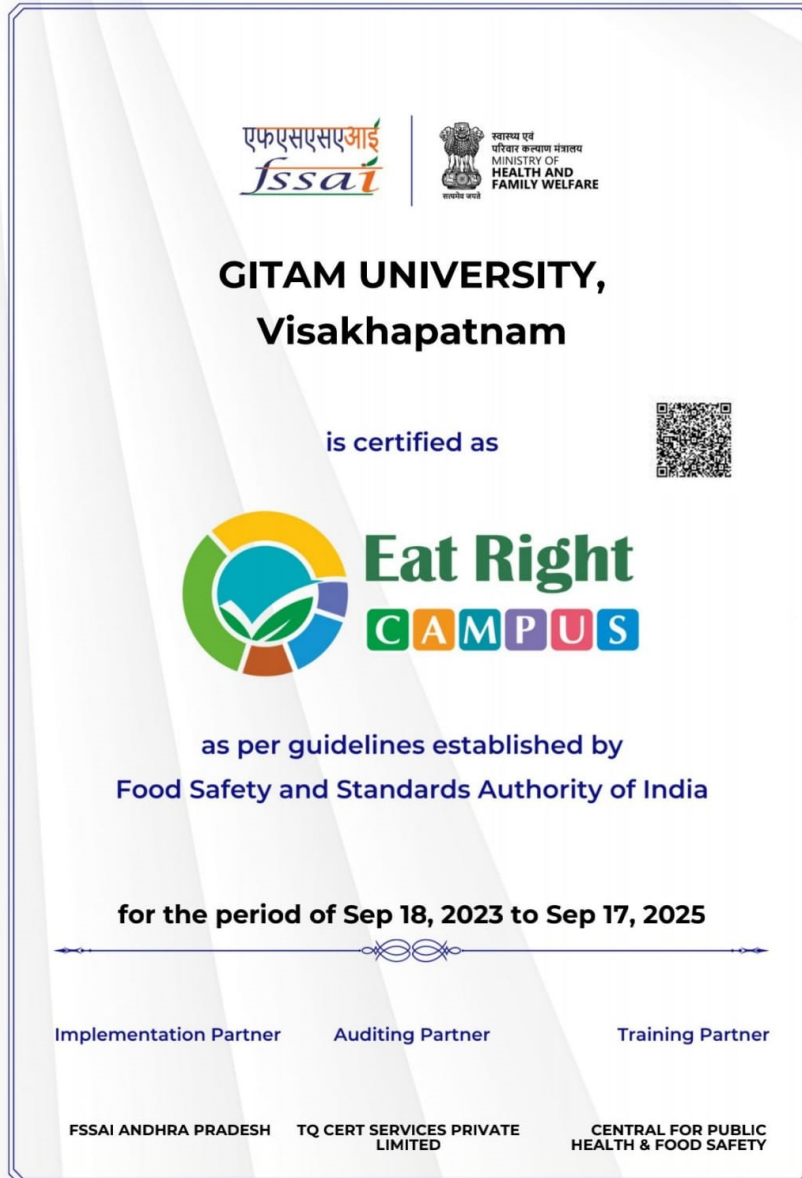 एफएसएसएआई
fssai
स्वास्थ्य एवं
परिवार कल्याण मंत्रालय
MINISTRY OF
HEALTH AND
FAMILY WELFARE
सत्यमेव जयते
GITAM UNIVERSITY,
Visakhapatnam
is certified as
Eat Right
CAMPUS
as per guidelines established by
Food Safety and Standards Authority of India
for the period of Sep 18, 2023 to Sep 17, 2025
Implementation Partner Auditing Partner Training Partner
FSSAI ANDHRA PRADESH TQ CERT SERVICES PRIVATE CENTRAL FOR PUBLIC
LIMITED HEALTH & FOOD SAFETY